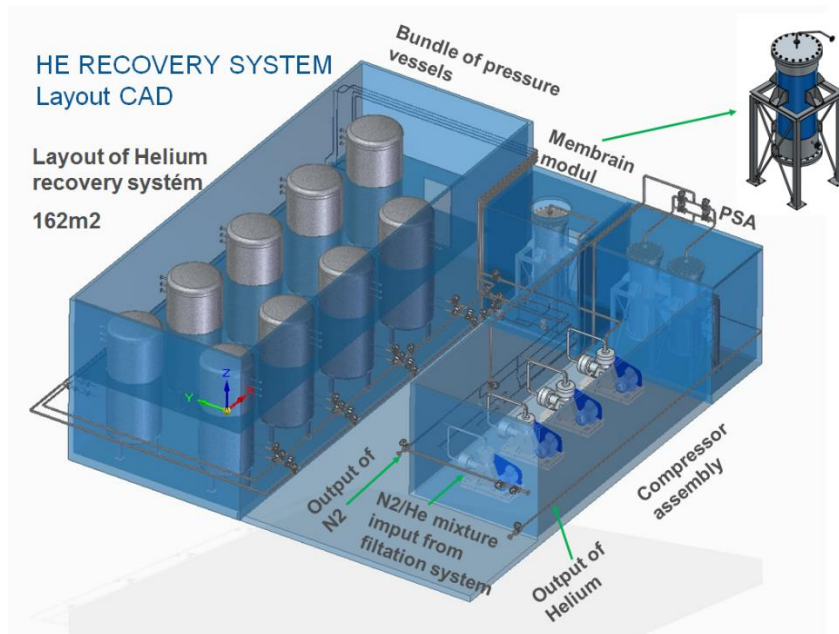 HE RECOVERY SYSTEM
Layout CAD
Layout of Helium
recovery systém
162m2
Bundle of pressure
vessels
Membrain
modul
PSA
Z
Y
X
Output of
N2
N2/He mixture
imput from
filtation system
Output of
Helium
Compressor
assembly